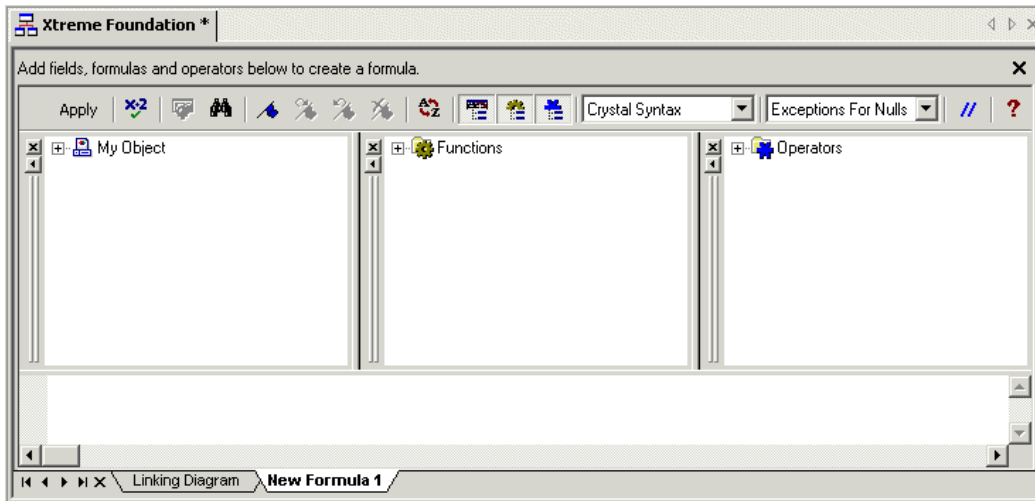 Xtreme Foundation *
Add fields, formulas and operators below to create a formula.
Apply x+2 A Z Crystal Syntax Exceptions For Nulls // ?
My Object Functions Operators
Linking Diagram New Formula 1